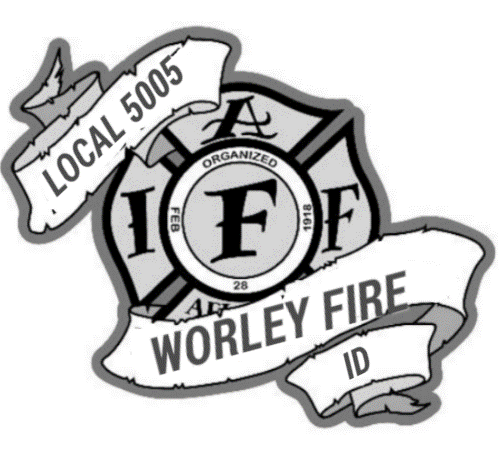 LOCAL 5005
A
ORGANIZED
I F F
FEB
1918
28
WORLEY FIRE
ID